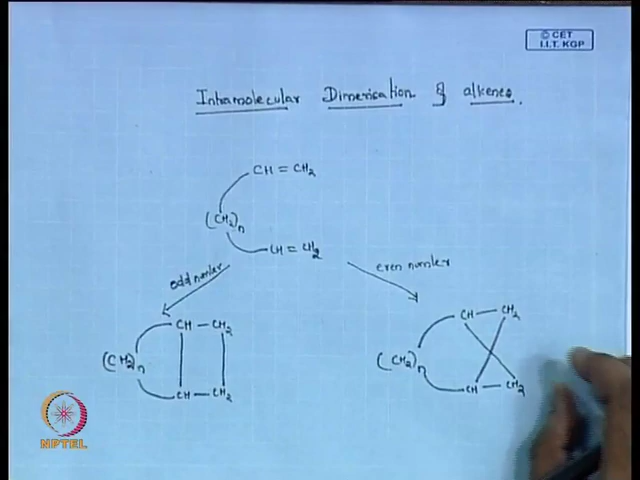 © CET
I.I.T. KGP
Intramolecular Dimerisation of alkenes.
CH = CH2
(CH2)n
CH = CH2
odd number
even number
CH — CH2
(CH2)n
CH — CH2
CH — CH2
(CH2)n
CH — CH2
NPTEL